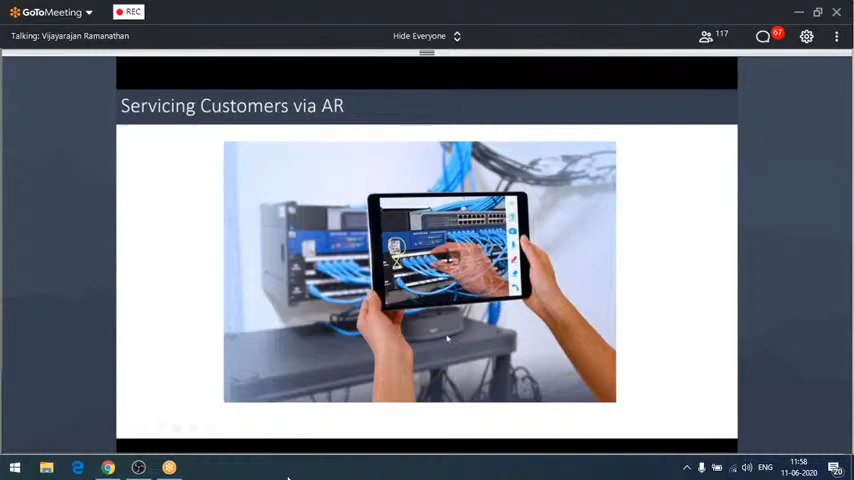 GoToMeeting
REC
Talking: Vijayarajan Ramanathan
Hide Everyone
117
67
Servicing Customers via AR
ENG
11:58
11-06-2020
20